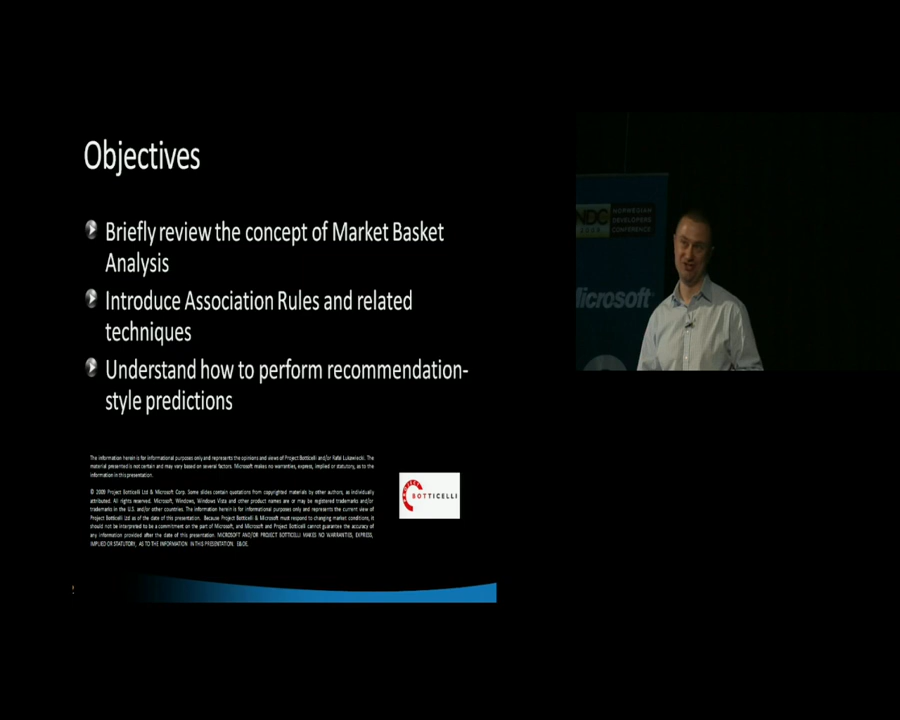 Objectives
Briefly review the concept of Market Basket
Analysis
Introduce Association Rules and related
techniques
Understand how to perform recommendation-
style predictions
The information herein is for informational purposes only and represents the opinions and views of Project Botticelli and/or Rafal Lukawiecki. The
material presented is not certain and may vary based on several factors. Microsoft makes no warranties, express, implied or statutory, as to the
information in this presentation.
© 2009 Project Botticelli Ltd & Microsoft Corp. Some slides contain quotations from copyrighted materials by other authors, as individually
attributed. All rights reserved. Microsoft, Windows, Windows Vista and other product names are or may be registered trademarks and/or
trademarks in the U.S. and/or other countries. The information herein is for informational purposes only and represents the current view of
Project Botticelli Ltd as of the date of this presentation. Because Project Botticelli & Microsoft must respond to changing market conditions, it
should not be interpreted to be a commitment on the part of Microsoft, and Microsoft and Project Botticelli cannot guarantee the accuracy of
any information provided after the date of this presentation. MICROSOFT AND/OR PROJECT BOTTICELLI MAKES NO WARRANTIES, EXPRESS,
IMPLIED OR STATUTORY, AS TO THE INFORMATION IN THIS PRESENTATION. E&OE.
PROJECT BOTTICELLI
NDC
NORWEGIAN
DEVELOPERS
CONFERENCE
Microsoft